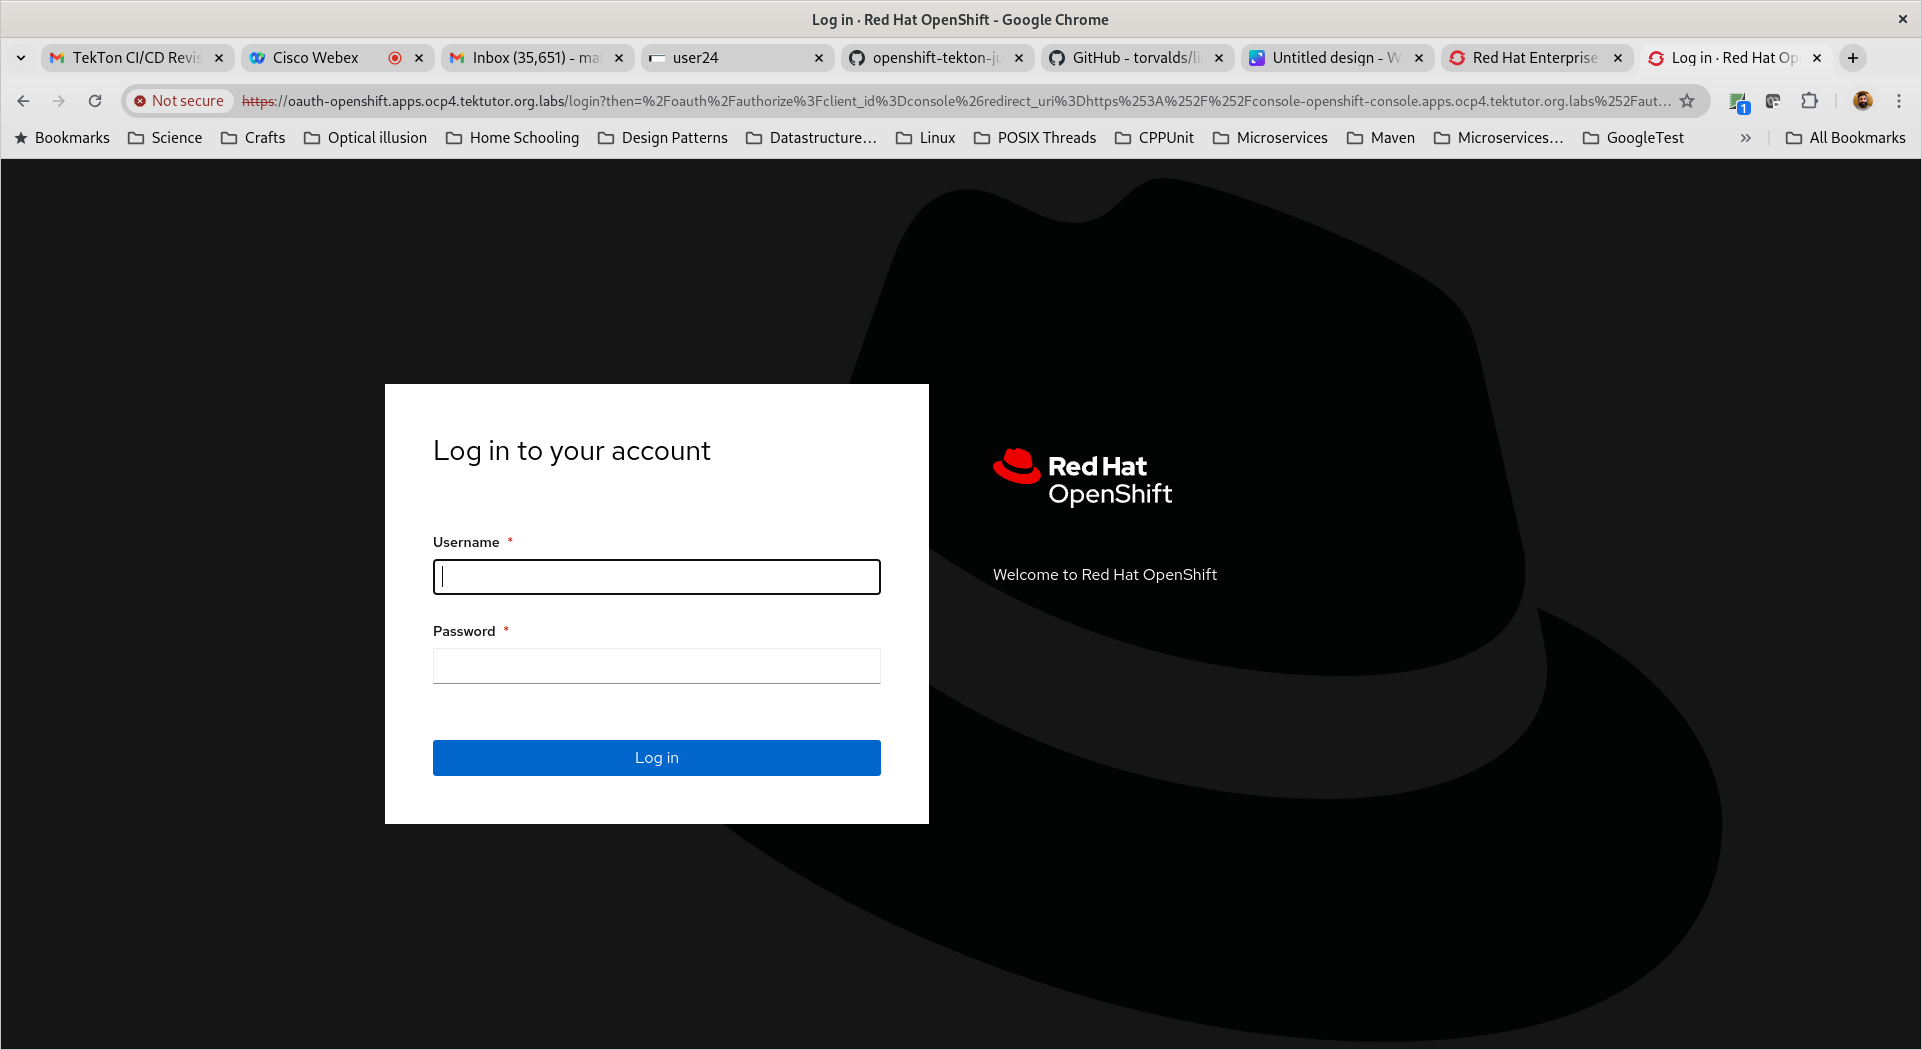 Log in · Red Hat OpenShift - Google Chrome
TekTon CI/CD Revis
Cisco Webex
Inbox (35,651) - ma
user24
openshift-tekton-ju
GitHub - torvalds/li
Untitled design - W
Red Hat Enterprise
Log in · Red Hat Op
Not secure
https://oauth-openshift.apps.ocp4.tektutor.org.labs/login?then=%2Foauth%2Fauthorize%3Fclient_id%3Dconsole%26redirect_uri%3Dhttps%253A%252F%252Fconsole-openshift-console.apps.ocp4.tektutor.org.labs%252Faut...
1
Bookmarks
Science
Crafts
Optical illusion
Home Schooling
Design Patterns
Datastructure...
Linux
POSIX Threads
CPPUnit
Microservices
Maven
Microservices...
GoogleTest
All Bookmarks
Log in to your account
Username *
Password *
Log in
Red Hat
OpenShift
Welcome to Red Hat OpenShift